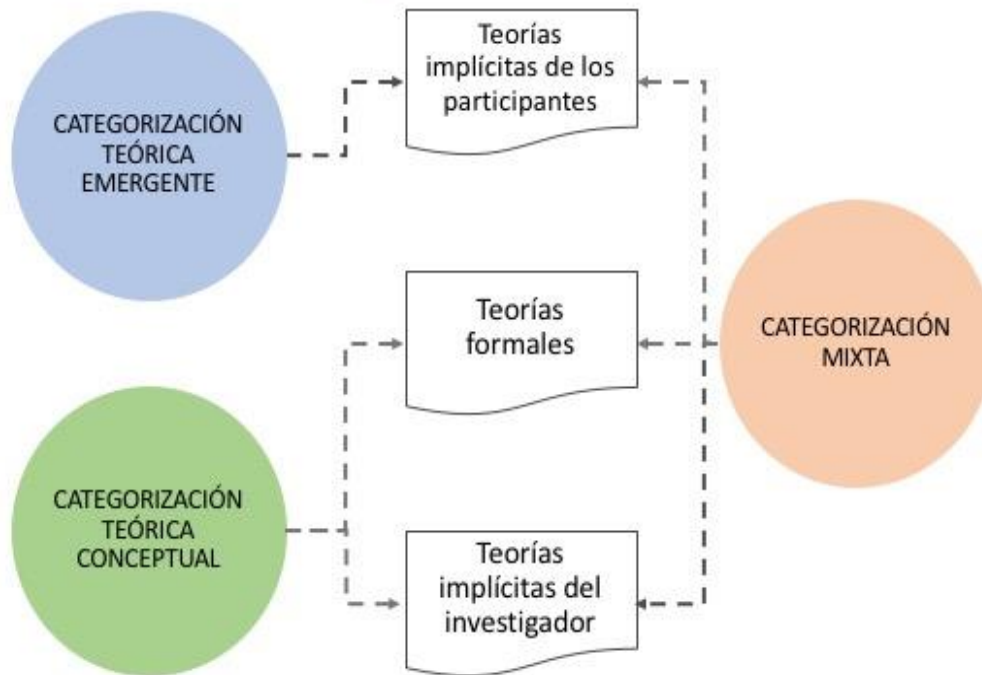 Teorías
implícitas de los
participantes
CATEGORIZACIÓN
TEÓRICA
EMERGENTE
Teorías
formales
CATEGORIZACIÓN
MIXTA
CATEGORIZACIÓN
TEÓRICA
CONCEPTUAL
Teorías
implícitas del
investigador